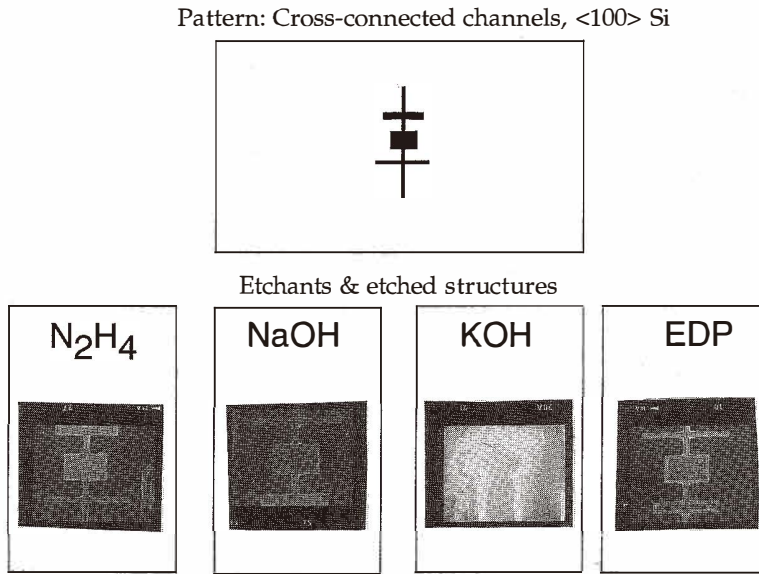 Pattern: Cross-connected channels, <100> Si
Etchants & etched structures
N₂H₄
NaOH
KOH
EDP